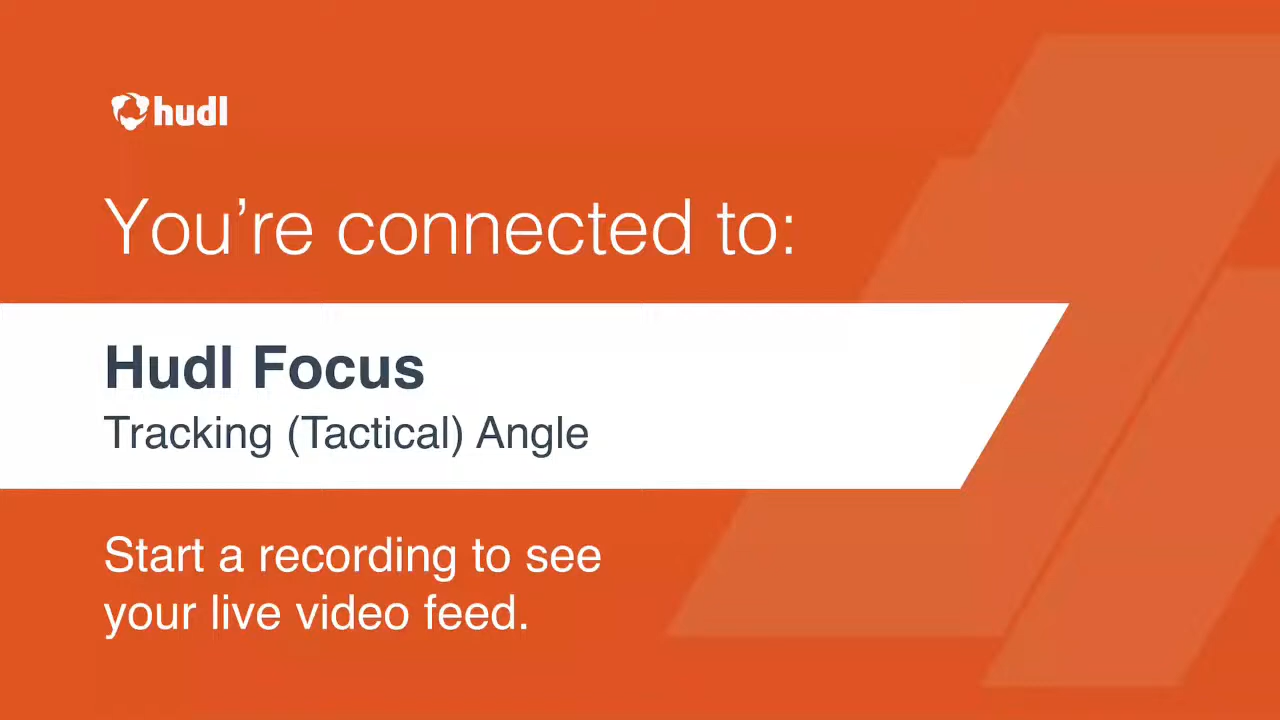 hudl
You’re connected to:
Hudl Focus
Tracking (Tactical) Angle
Start a recording to see
your live video feed.